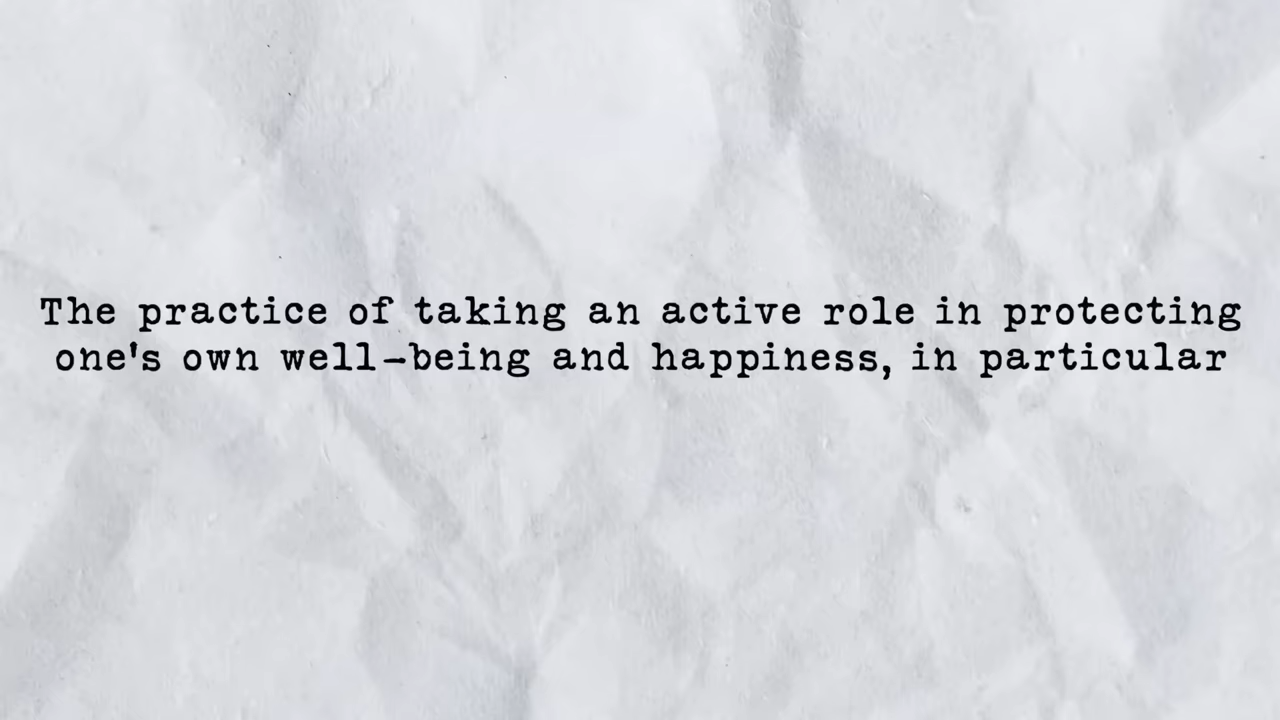 The practice of taking an active role in protecting
one's own well-being and happiness, in particular